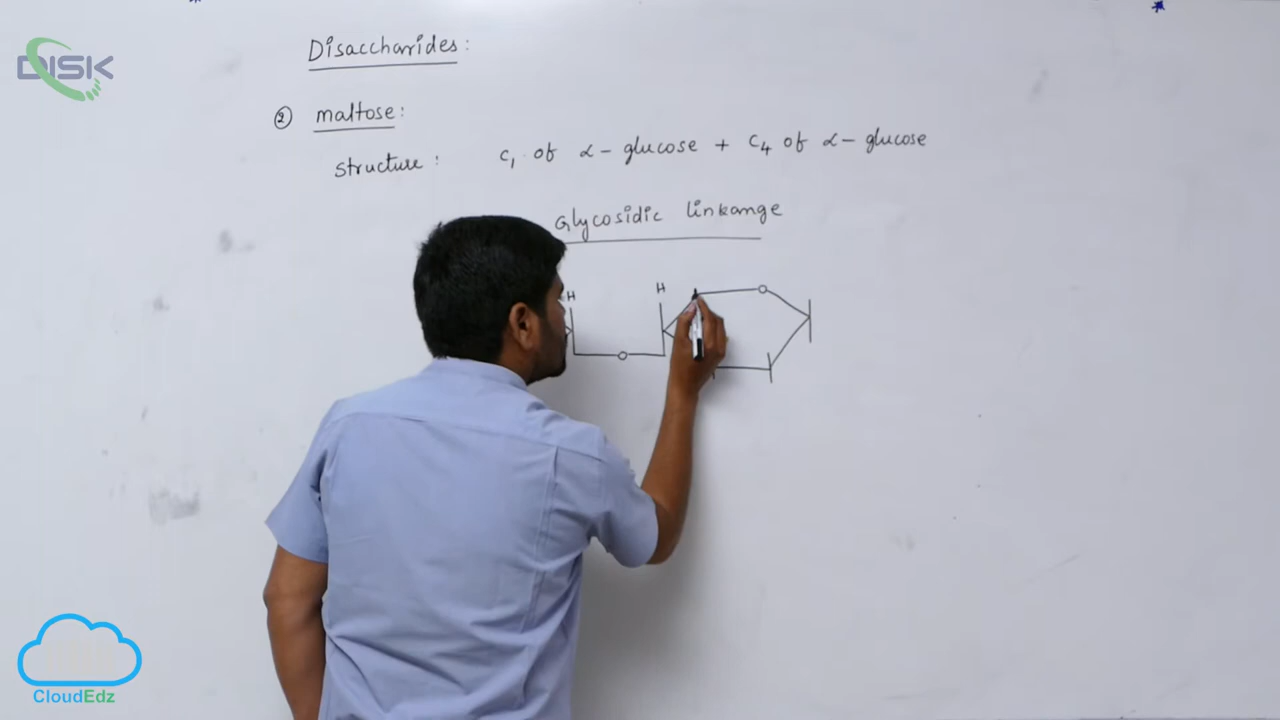 DISK
Disaccharides:
② maltose:
structure: C₁ of α- glucose + C₄ of α- glucose
Glycosidic linkange
H H
CloudEdz